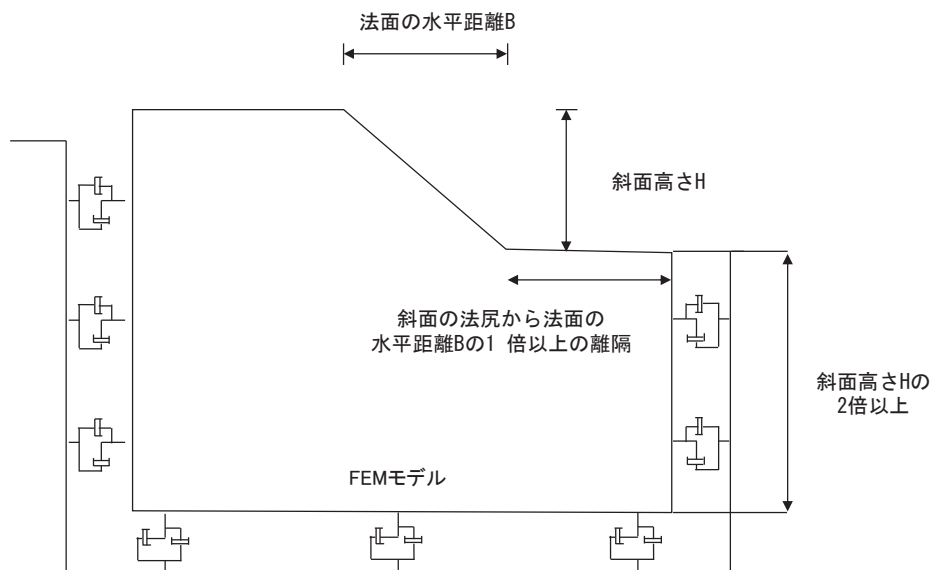 法面の水平距離B
斜面高さH
斜面の法尻から法面の
水平距離Bの1 倍以上の離隔
斜面高さHの
2倍以上
FEMモデル